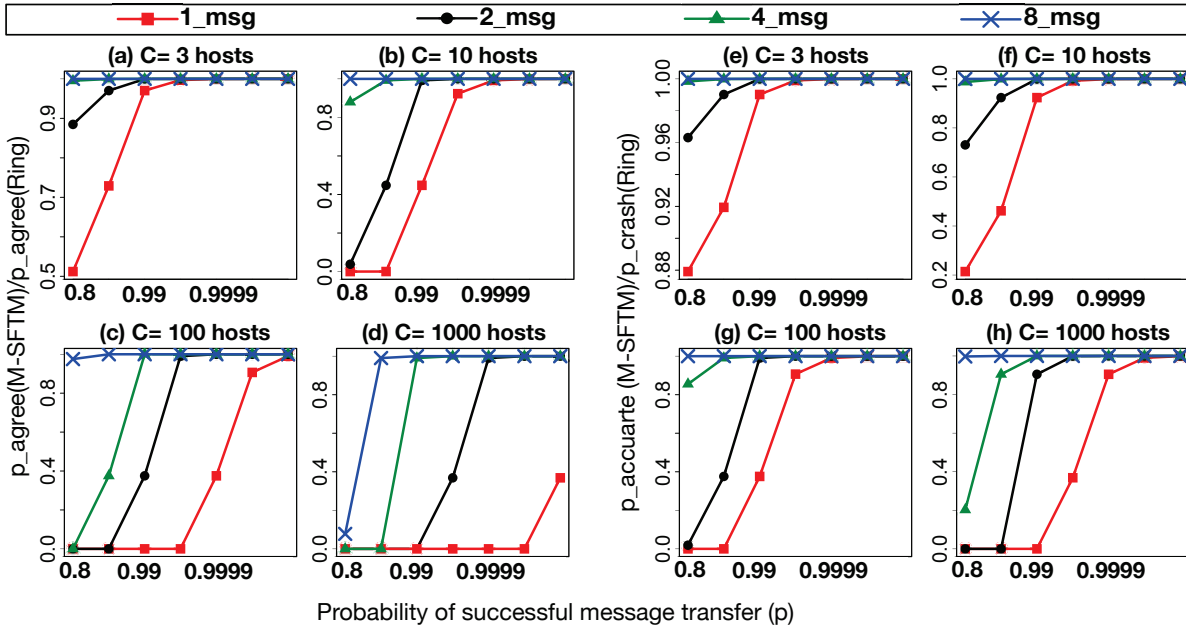 1_msg 2_msg 4_msg 8_msg
(a) C= 3 hosts
(b) C= 10 hosts
(e) C= 3 hosts
(f) C= 10 hosts
0.5 0.7 0.9
0.0 0.4 0.8
0.88 0.92 0.96 1.00
0.2 0.4 0.6 0.8 1.0
0.8 0.99 0.9999
0.8 0.99 0.9999
0.8 0.99 0.9999
0.8 0.99 0.9999
(c) C= 100 hosts
(d) C= 1000 hosts
(g) C= 100 hosts
(h) C= 1000 hosts
0.0 0.4 0.8
0.0 0.4 0.8
0.0 0.4 0.8
0.0 0.4 0.8
0.8 0.99 0.9999
0.8 0.99 0.9999
0.8 0.99 0.9999
0.8 0.99 0.9999
p_agree(M-SFTM)/p_agree(Ring)
p_accuarte (M-SFTM)/p_crash(Ring)
Probability of successful message transfer (p)